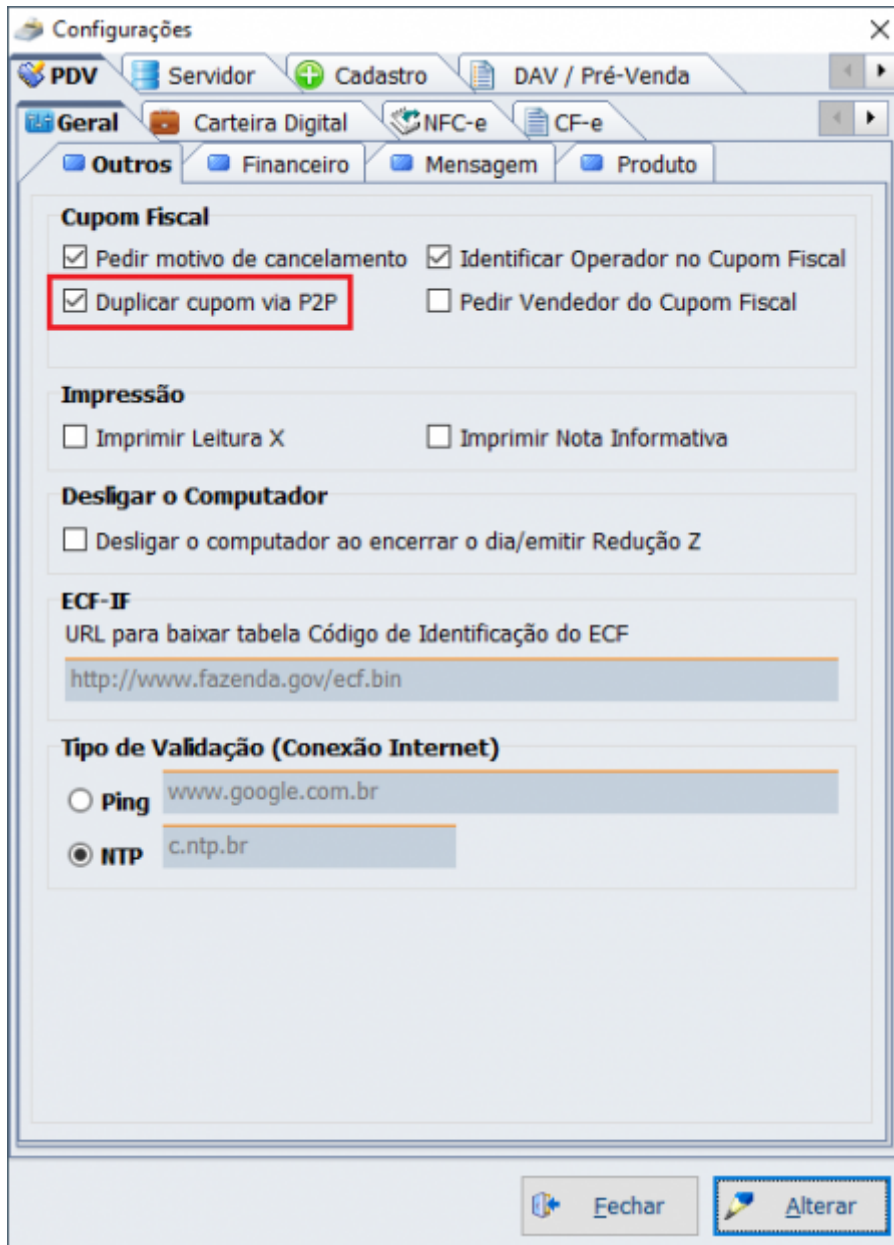 Configurações
PDV Servidor Cadastro DAV / Pré-Venda
Geral Carteira Digital NFC-e CF-e
Outros Financeiro Mensagem Produto
Cupom Fiscal
Pedir motivo de cancelamento Identificar Operador no Cupom Fiscal
Duplicar cupom via P2P Pedir Vendedor do Cupom Fiscal
Impressão
Imprimir Leitura X Imprimir Nota Informativa
Desligar o Computador
Desligar o computador ao encerrar o dia/emitir Redução Z
ECF-IF
URL para baixar tabela Código de Identificação do ECF
http://www.fazenda.gov/ecf.bin
Tipo de Validação (Conexão Internet)
Ping www.google.com.br
NTP c.ntp.br
Fechar Alterar